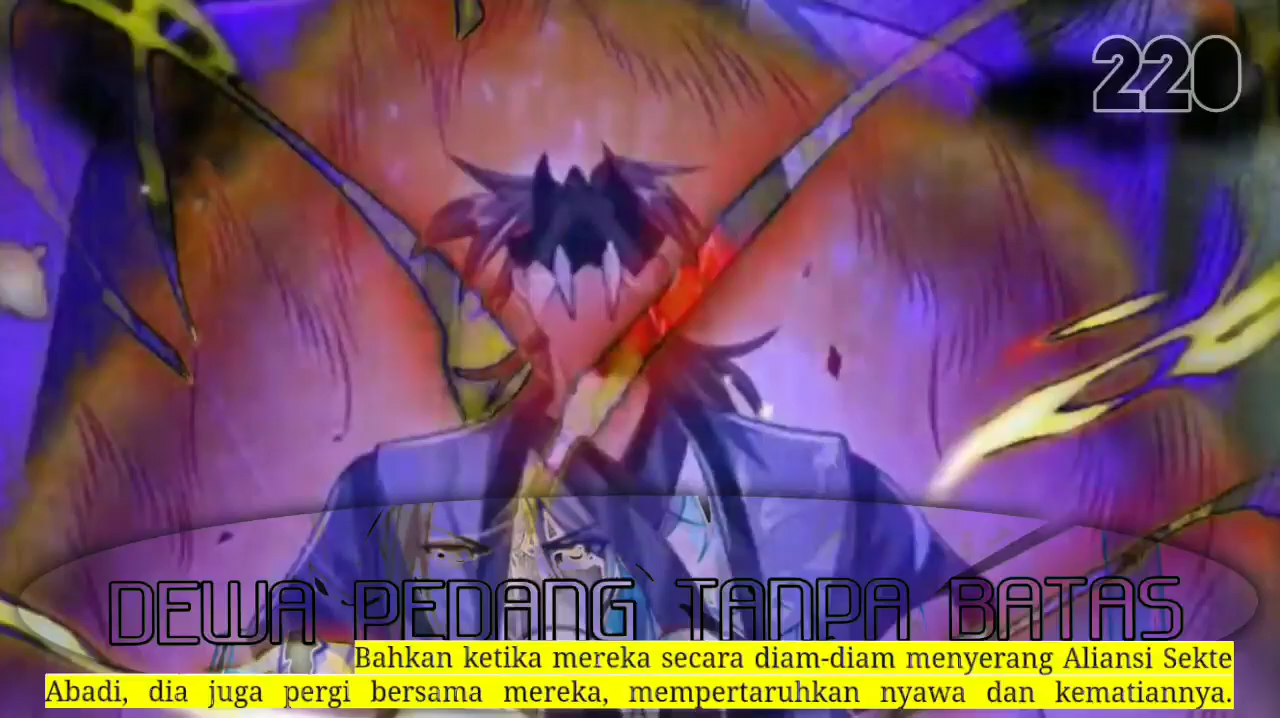 220
DEWA PEDANG TANPA BATAS
Bahkan ketika mereka secara diam-diam menyerang Aliansi Sekte
Abadi, dia juga pergi bersama mereka, mempertaruhkan nyawa dan kematiannya.